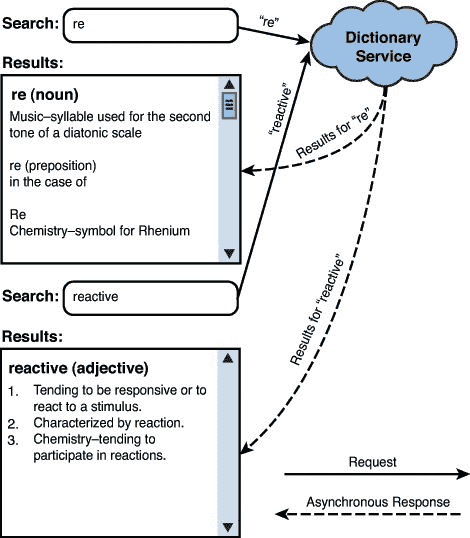 Search: re
"re"
Dictionary
Service
Results:
re (noun)
Music–syllable used for the second
tone of a diatonic scale
re (preposition)
in the case of
Re
Chemistry–symbol for Rhenium
"reactive"
Results for "re"
Search: reactive
Results:
reactive (adjective)
1. Tending to be responsive or to
react to a stimulus.
2. Characterized by reaction.
3. Chemistry–tending to
participate in reactions.
Results for "reactive"
Request
Asynchronous Response